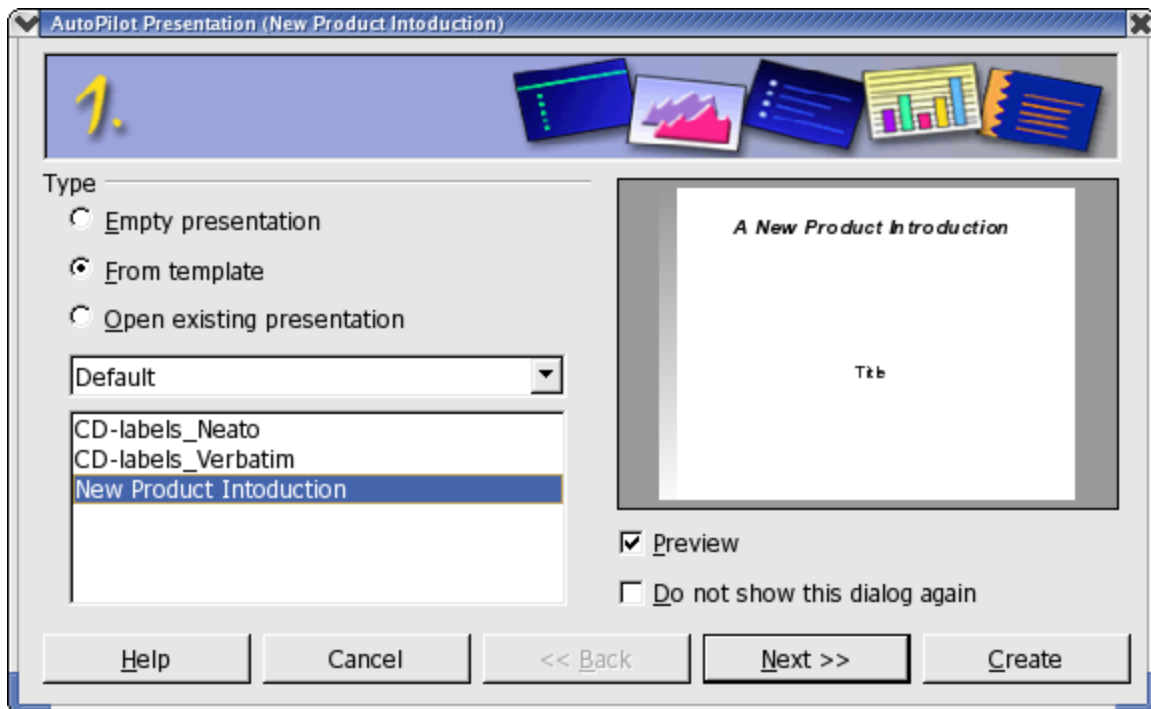 AutoPilot Presentation (New Product Intoduction)
1.
Type
Empty presentation
From template
Open existing presentation
Default
CD-labels_Neato
CD-labels_Verbatim
New Product Intoduction
A New Product Introduction
Title
Preview
Do not show this dialog again
Help
Cancel
<< Back
Next >>
Create